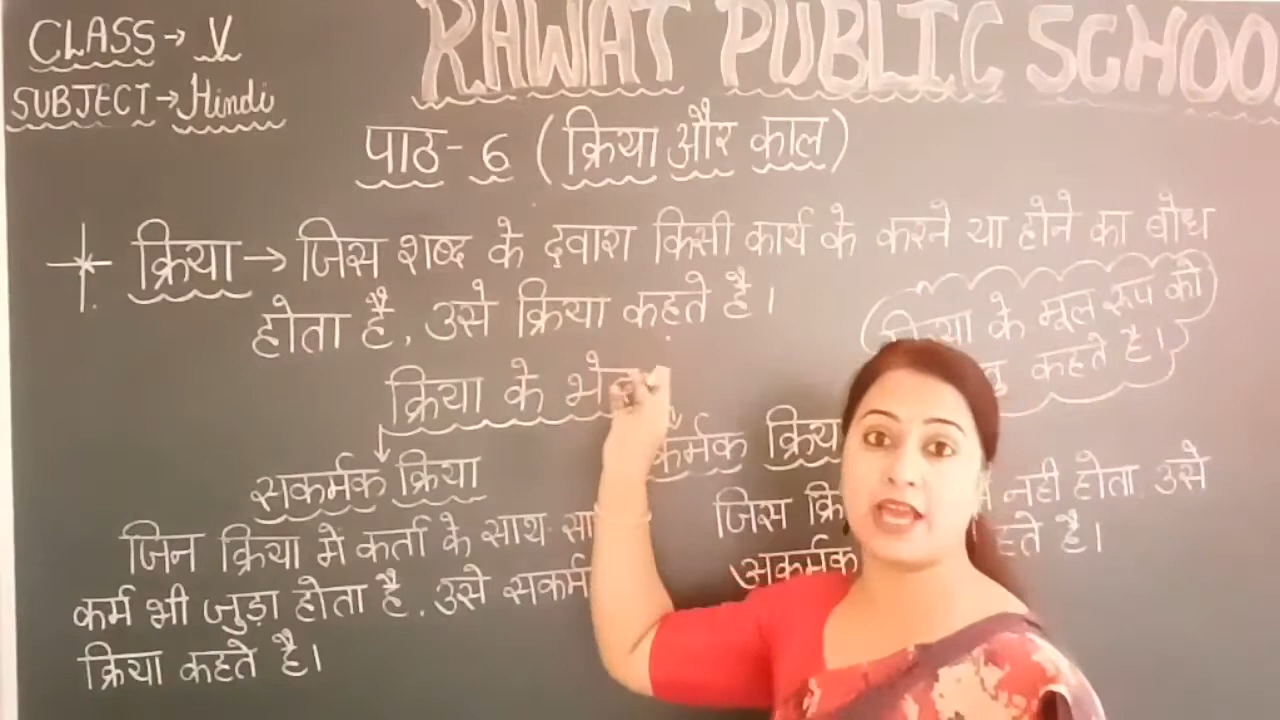 CLASS → V
SUBJECT → Hindi
RAWAT PUBLIC SCHOO
पाठ - 6 (क्रिया और काल)
क्रिया → जिस शब्द के द्वारा किसी कार्य के करने या होने का बोध
होता है, उसे क्रिया कहते है।
के मूल रूप को
कहते है।
क्रिया के
सकर्मक क्रिया
जिन क्रिया में कर्ता के साथ-सा
कर्म भी जुड़ा होता है, उसे सकर्म
क्रिया कहते है।
कर्मक क्रिय
जिस क्रि नही होता उसे
अकर्मक हते है।